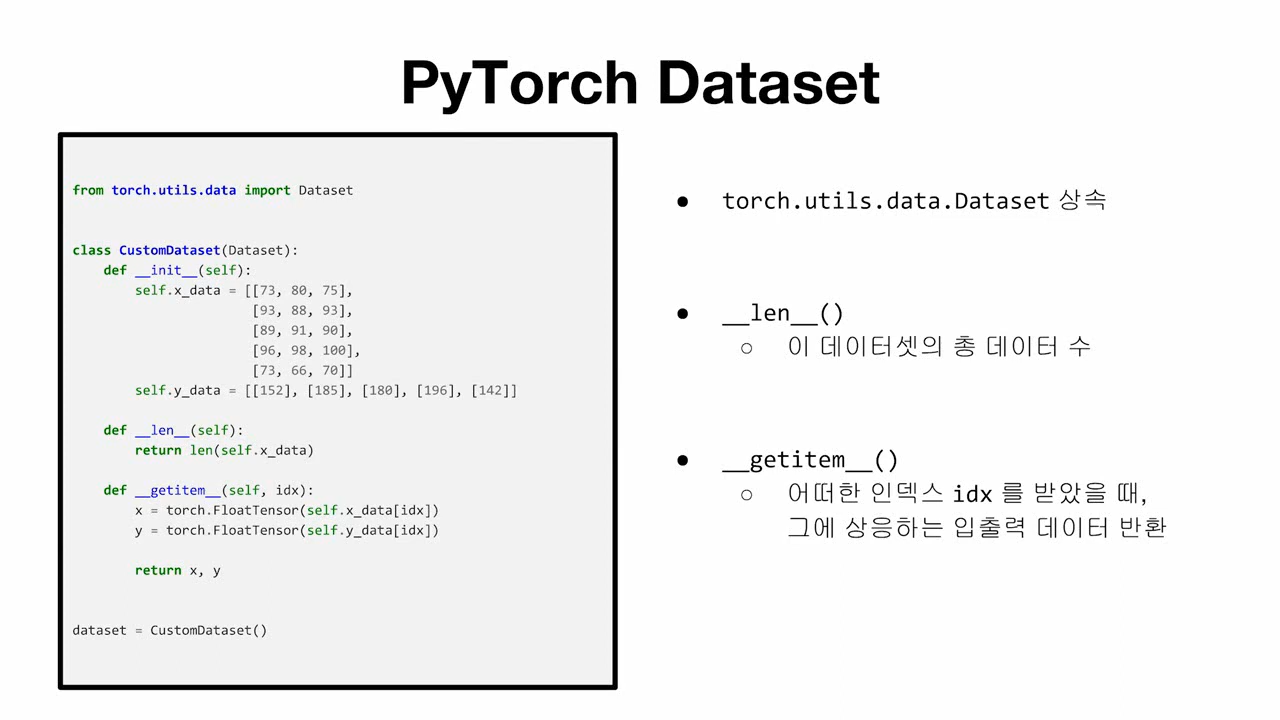 PyTorch Dataset
from torch.utils.data import Dataset
class CustomDataset(Dataset):
    def __init__(self):
        self.x_data = [[73, 80, 75],
                       [93, 88, 93],
                       [89, 91, 90],
                       [96, 98, 100],
                       [73, 66, 70]]
        self.y_data = [[152], [185], [180], [196], [142]]
    def __len__(self):
        return len(self.x_data)
    def __getitem__(self, idx):
        x = torch.FloatTensor(self.x_data[idx])
        y = torch.FloatTensor(self.y_data[idx])
        return x, y
dataset = CustomDataset()
● torch.utils.data.Dataset 상속
● __len__()
○ 이 데이터셋의 총 데이터 수
● __getitem__()
○ 어떠한 인덱스 idx 를 받았을 때,
그에 상응하는 입출력 데이터 반환